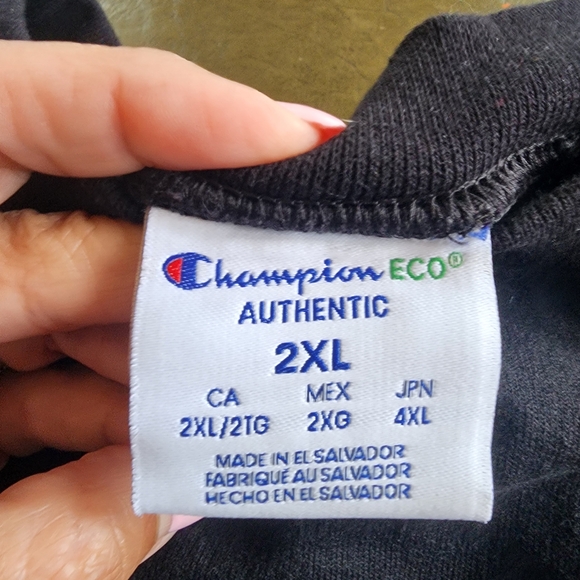 Champion ECO®
AUTHENTIC
2XL
CA MEX JPN
2XL/2TG 2XG 4XL
MADE IN EL SALVADOR
FABRIQUÉ AU SALVADOR
HECHO EN EL SALVADOR